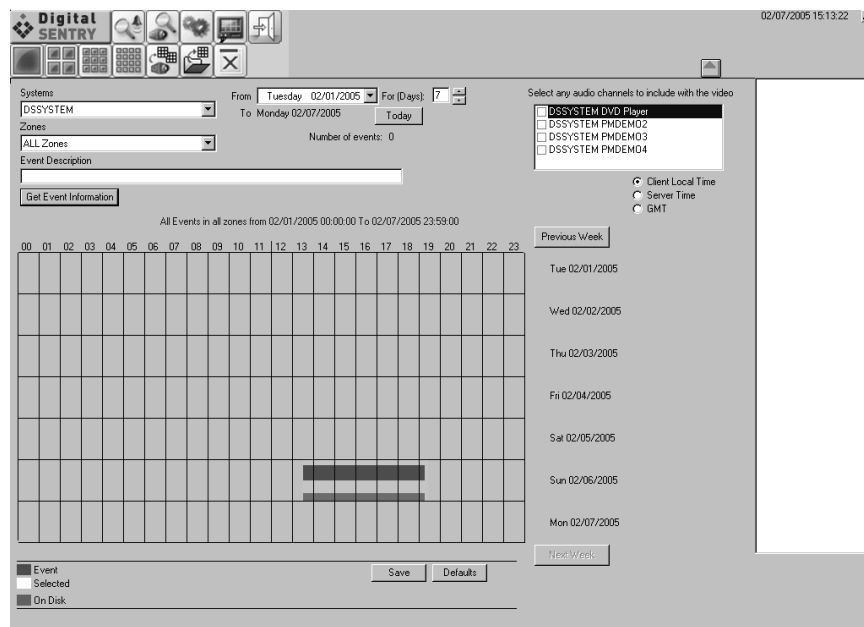 Digital
SENTRY
02/07/2005 15:13:22
Systems
DSSYSTEM
Zones
ALL Zones
Event Description
Get Event Information
From Tuesday 02/01/2005 For (Days): 7
To Monday 02/07/2005 Today
Number of events: 0
Select any audio channels to include with the video
DSSYSTEM DVD Player
DSSYSTEM PMDEMO2
DSSYSTEM PMDEMO3
DSSYSTEM PMDEMO4
Client Local Time
Server Time
GMT
All Events in all zones from 02/01/2005 00:00:00 To 02/07/2005 23:59:00
Previous Week
00 01 02 03 04 05 06 07 08 09 10 11 12 13 14 15 16 17 18 19 20 21 22 23
Tue 02/01/2005
Wed 02/02/2005
Thu 02/03/2005
Fri 02/04/2005
Sat 02/05/2005
Sun 02/06/2005
Mon 02/07/2005
Next Week
Event
Selected
On Disk
Save
Defaults